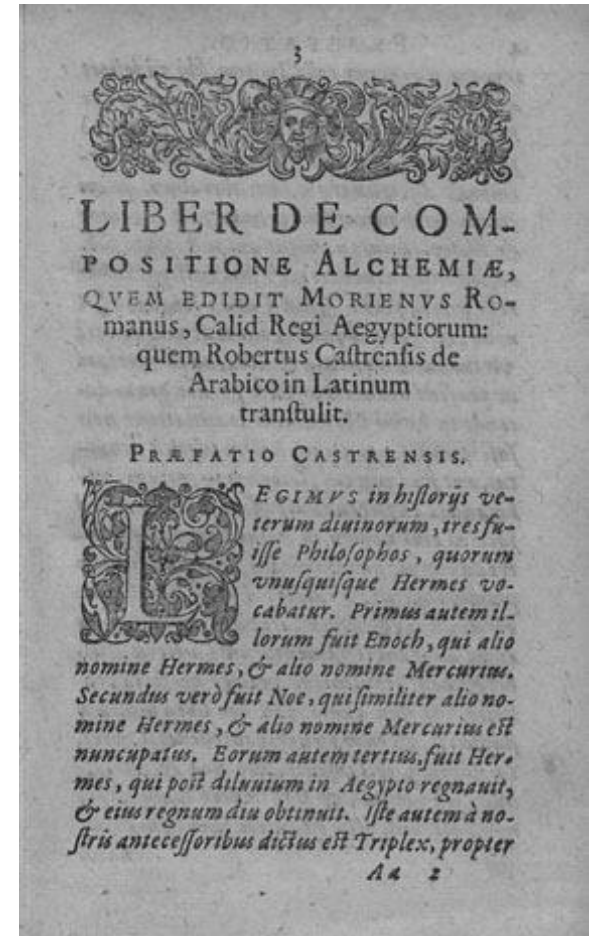 3
LIBER DE COM-
POSITIONE ALCHEMIÆ,
QVEM EDIDIT MORIENVS RO-
manus, Calid Regi Aegyptiorum:
quem Robertus Castrensis de
Arabico in Latinum
transtulit.
PRÆFATIO CASTRENSIS.
LEGIMVS in historijs ve-
terum diuinorum, tres fu-
isse Philosophos, quorum
vnusquisque Hermes vo-
cabatur. Primus autem il-
lorum fuit Enoch, qui alio
nomine Hermes, & alio nomine Mercurius.
Secundus verò fuit Noe, qui similiter alio no-
mine Hermes, & alio nomine Mercurius est
nuncupatus. Eorum autem tertius, fuit Her-
mes, qui post diluuium in Aegypto regnauit,
& eius regnum diu obtinuit. Iste autem à no-
stris antecessoribus dictus est Triplex, propter
Aa 2